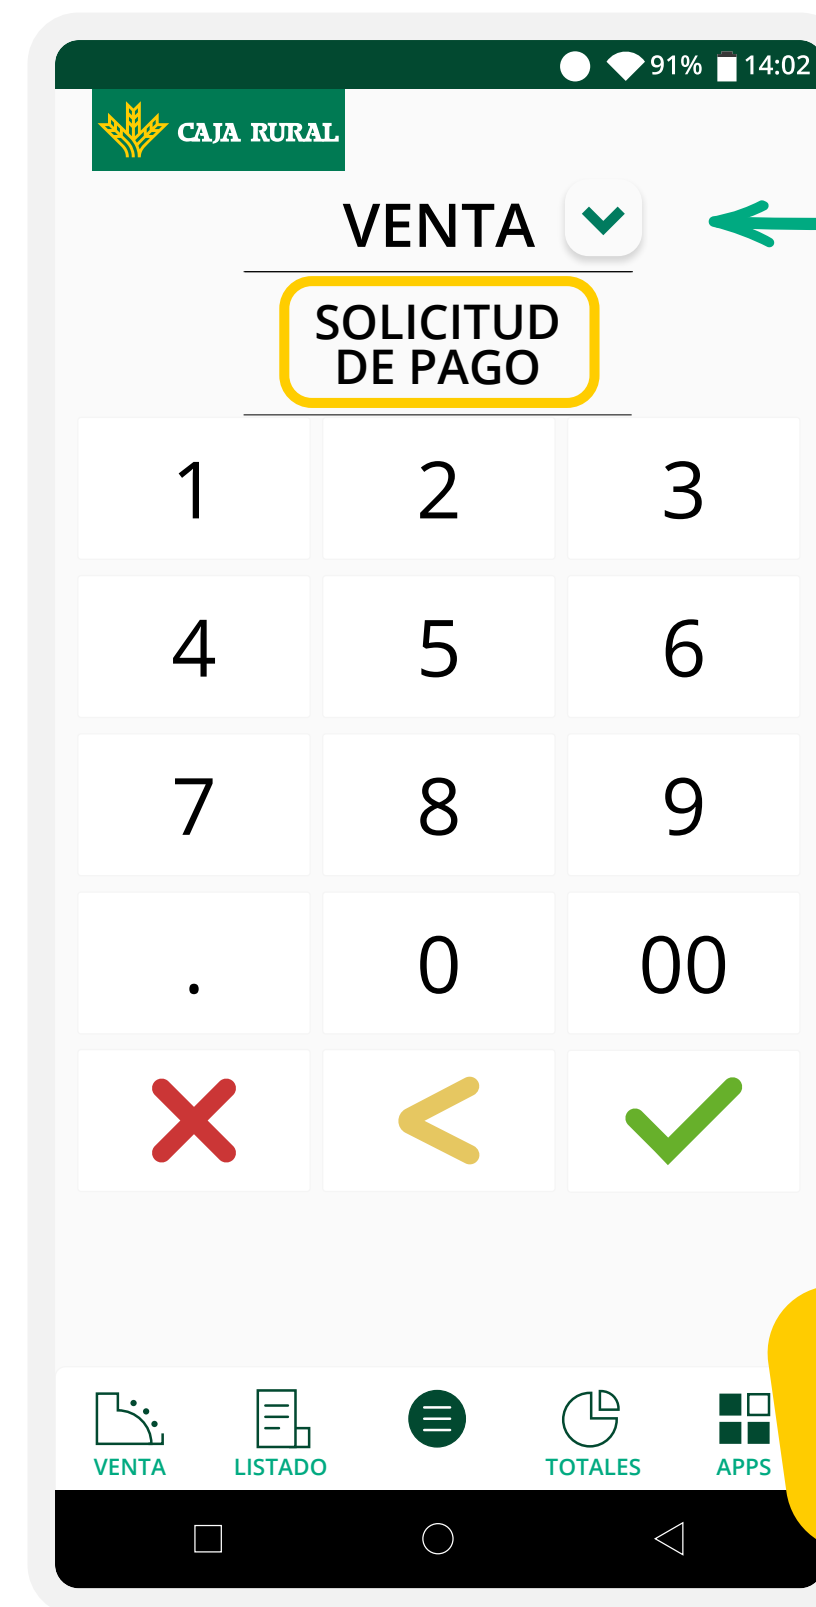 91% 14:02
CAJA RURAL
VENTA
SOLICITUD
DE PAGO
1 2 3
4 5 6
7 8 9
. 0 00
VENTA LISTADO TOTALES APPS